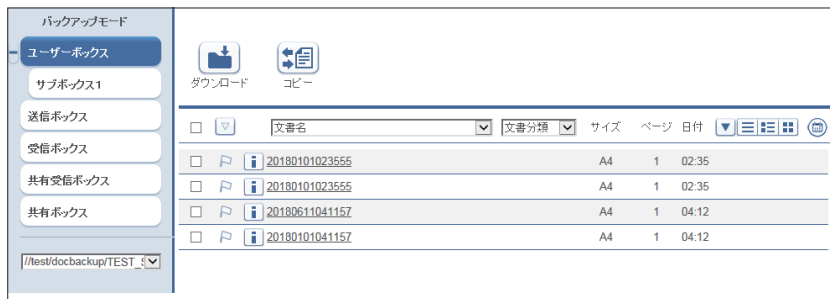 バックアップモード
ユーザーボックス
サブボックス1
送信ボックス
受信ボックス
共有受信ボックス
共有ボックス
//test/docbackup/TEST_
ダウンロード コピー
文書名 文書分類 サイズ ページ 日付
20180101023555 A4 1 02:35
20180101023555 A4 1 02:35
20180611041157 A4 1 04:12
20180101041157 A4 1 04:12